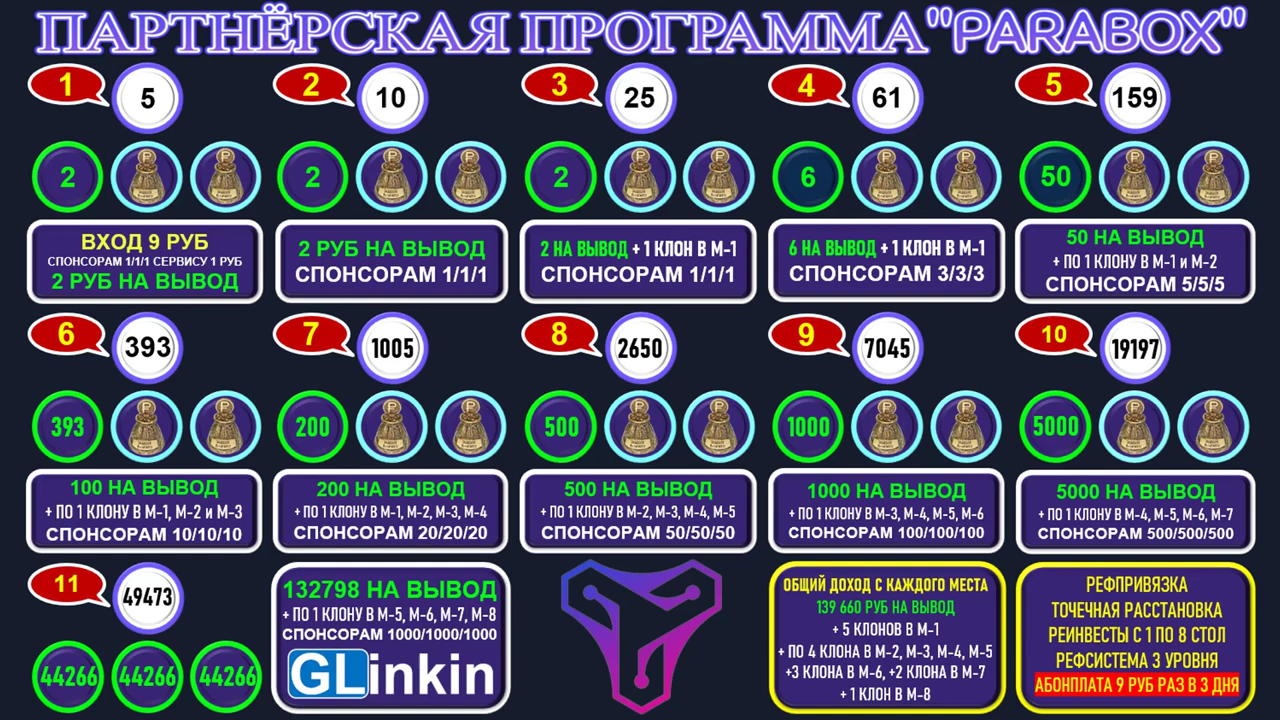 ПАРТНЁРСКАЯ ПРОГРАММА "PARABOX"
1
5
2
ВХОД 9 РУБ
СПОНСОРАМ 1/1/1 СЕРВИСУ 1 РУБ
2 РУБ НА ВЫВОД
2
10
2
2 РУБ НА ВЫВОД
СПОНСОРАМ 1/1/1
3
25
2
2 НА ВЫВОД + 1 КЛОН В М-1
СПОНСОРАМ 1/1/1
4
61
6
6 НА ВЫВОД + 1 КЛОН В М-1
СПОНСОРАМ 3/3/3
5
159
50
50 НА ВЫВОД
+ ПО 1 КЛОНУ В М-1 и М-2
СПОНСОРАМ 5/5/5
6
393
393
100 НА ВЫВОД
+ ПО 1 КЛОНУ В М-1, М-2 и М-3
СПОНСОРАМ 10/10/10
7
1005
200
200 НА ВЫВОД
+ ПО 1 КЛОНУ В М-1, М-2, М-3, М-4
СПОНСОРАМ 20/20/20
8
2650
500
500 НА ВЫВОД
+ ПО 1 КЛОНУ В М-2, М-3, М-4, М-5
СПОНСОРАМ 50/50/50
9
7045
1000
1000 НА ВЫВОД
+ ПО 1 КЛОНУ В М-3, М-4, М-5, М-6
СПОНСОРАМ 100/100/100
10
19197
5000
5000 НА ВЫВОД
+ ПО 1 КЛОНУ В М-4, М-5, М-6, М-7
СПОНСОРАМ 500/500/500
11
49473
44266 44266 44266
132798 НА ВЫВОД
+ ПО 1 КЛОНУ В М-5, М-6, М-7, М-8
СПОНСОРАМ 1000/1000/1000
GLinkin
ОБЩИЙ ДОХОД С КАЖДОГО МЕСТА
139 660 РУБ НА ВЫВОД
+ 5 КЛОНОВ В М-1
+ ПО 4 КЛОНА В М-2, М-3, М-4, М-5
+3 КЛОНА В М-6, +2 КЛОНА В М-7
+ 1 КЛОН В М-8
РЕФПРИВЯЗКА
ТОЧЕЧНАЯ РАССТАНОВКА
РЕИНВЕСТЫ С 1 ПО 8 СТОЛ
РЕФСИСТЕМА 3 УРОВНЯ
АБОНПЛАТА 9 РУБ РАЗ В 3 ДНЯ